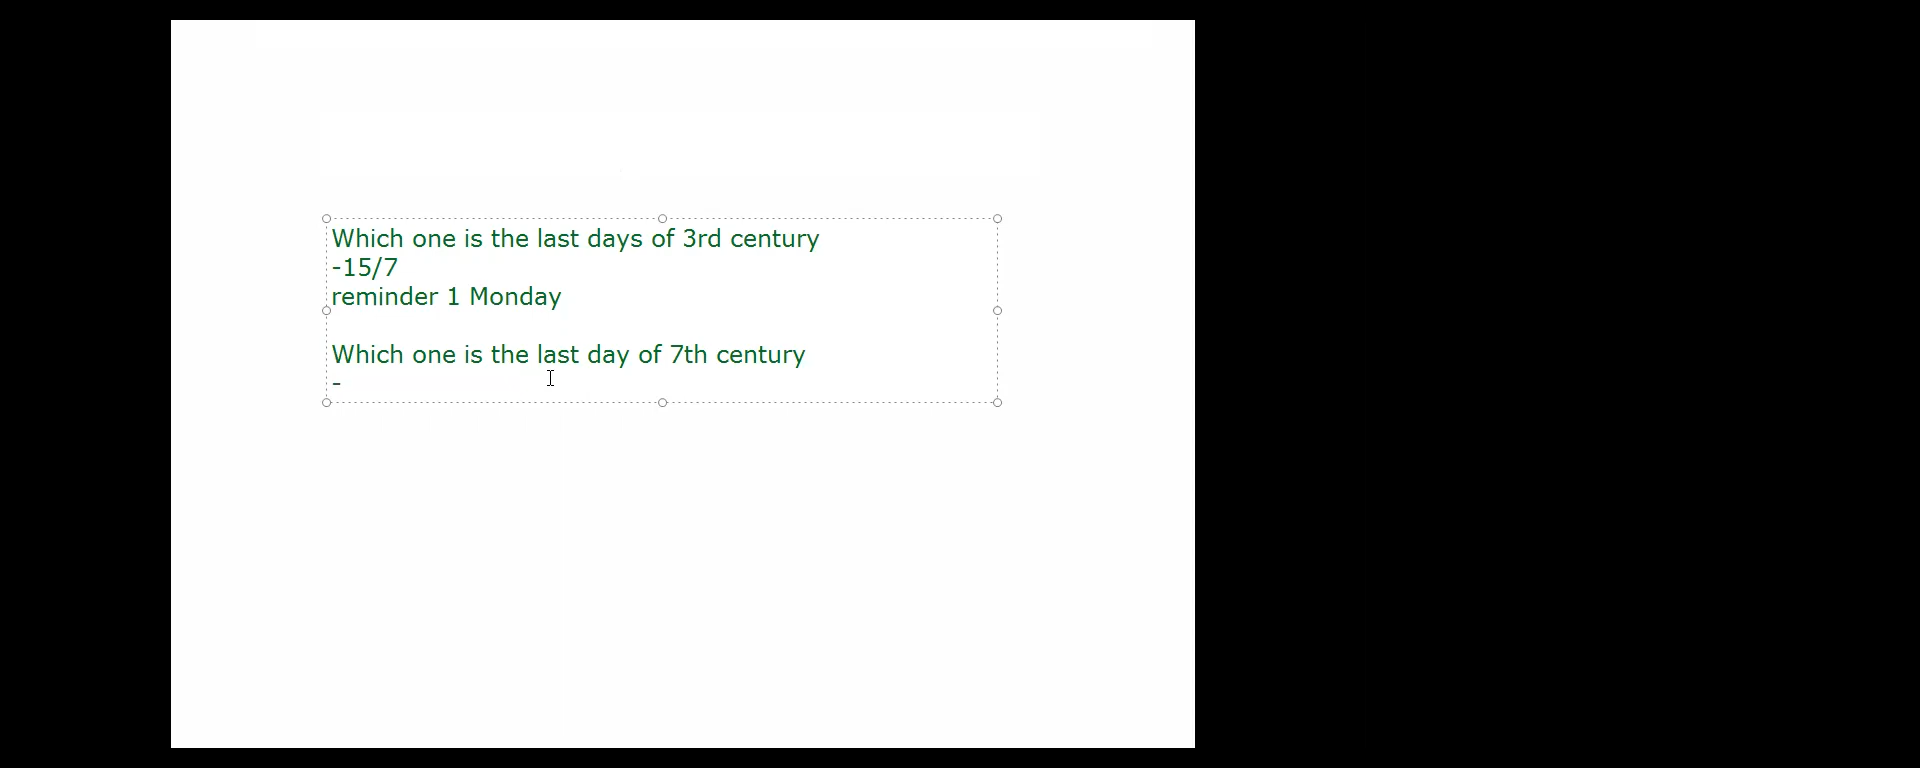 Which one is the last days of 3rd century
-15/7
reminder 1 Monday
Which one is the last day of 7th century
-